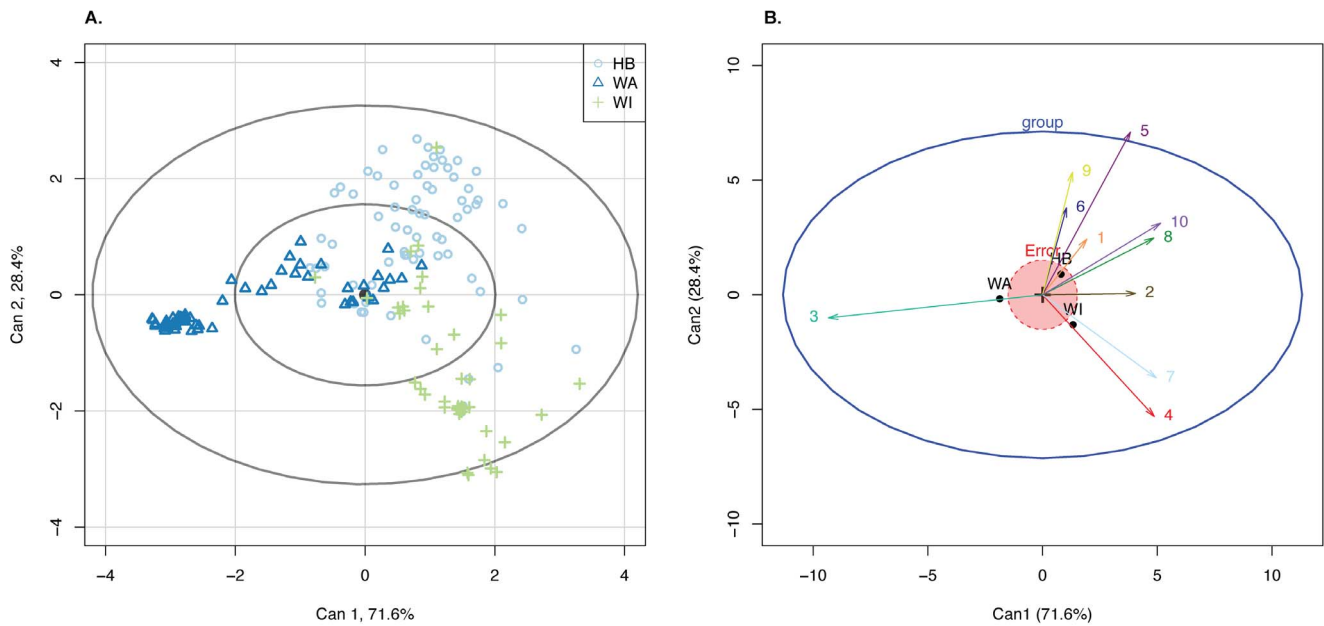 A.
HB
WA
WI
4
2
0
−2
−4
Can 2, 28.4%
−4 −2 0 2 4
Can 1, 71.6%
B.
10
5
0
−5
−10
Can2 (28.4%)
group
5
9
6
10
1
8
Error
HB
WA
2
3
WI
7
4
−10 −5 0 5 10
Can1 (71.6%)